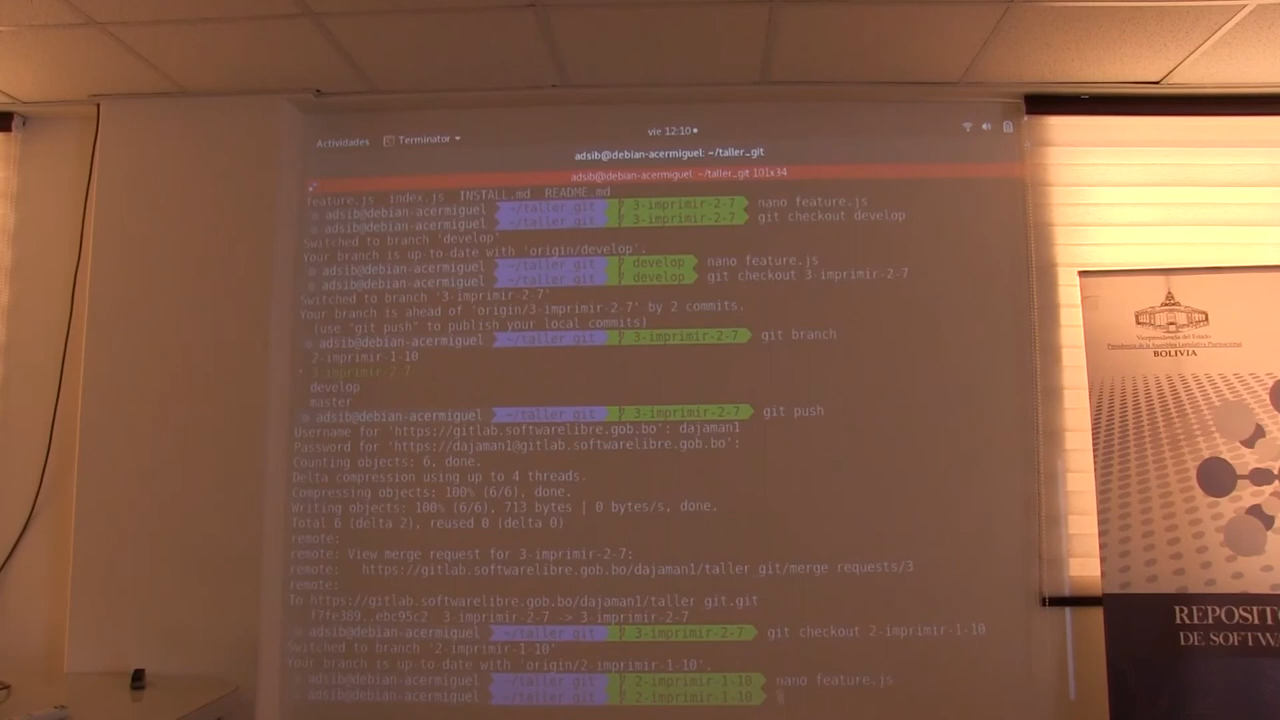 Actividades Terminator vie 12:10
adsib@debian-acermiguel: ~/taller_git
adsib@debian-acermiguel: ~/taller_git 101x34
feature.js index.js INSTALL.md README.md
adsib@debian-acermiguel ~/taller_git 3-imprimir-2-7 nano feature.js
adsib@debian-acermiguel ~/taller_git 3-imprimir-2-7 git checkout develop
Switched to branch 'develop'
Your branch is up-to-date with 'origin/develop'.
adsib@debian-acermiguel ~/taller_git develop nano feature.js
adsib@debian-acermiguel ~/taller_git develop git checkout 3-imprimir-2-7
Switched to branch '3-imprimir-2-7'
Your branch is ahead of 'origin/3-imprimir-2-7' by 2 commits.
(use "git push" to publish your local commits)
adsib@debian-acermiguel ~/taller_git 3-imprimir-2-7 git branch
2-imprimir-1-10
* 3-imprimir-2-7
develop
master
adsib@debian-acermiguel ~/taller_git 3-imprimir-2-7 git push
Username for 'https://gitlab.softwarelibre.gob.bo': dajaman1
Password for 'https://dajaman1@gitlab.softwarelibre.gob.bo':
Counting objects: 6, done.
Delta compression using up to 4 threads.
Compressing objects: 100% (6/6), done.
Writing objects: 100% (6/6), 713 bytes | 0 bytes/s, done.
Total 6 (delta 2), reused 0 (delta 0)
remote:
remote: View merge request for 3-imprimir-2-7:
remote: https://gitlab.softwarelibre.gob.bo/dajaman1/taller_git/merge_requests/3
remote:
To https://gitlab.softwarelibre.gob.bo/dajaman1/taller_git.git
f7fe389..ebc95c2 3-imprimir-2-7 -> 3-imprimir-2-7
adsib@debian-acermiguel ~/taller_git 3-imprimir-2-7 git checkout 2-imprimir-1-10
Switched to branch '2-imprimir-1-10'
Your branch is up-to-date with 'origin/2-imprimir-1-10'.
adsib@debian-acermiguel ~/taller_git 2-imprimir-1-10 nano feature.js
adsib@debian-acermiguel ~/taller_git 2-imprimir-1-10
Vicepresidencia del Estado
Presidencia de la Asamblea Legislativa Plurinacional
BOLIVIA
REPOSIT
DE SOFTW